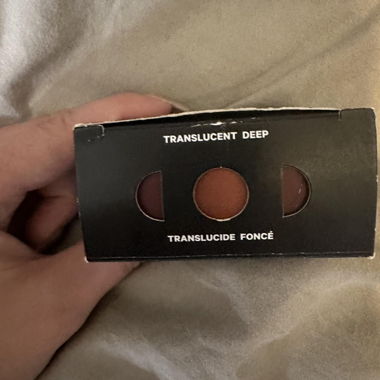 TRANSLUCENT DEEP
TRANSLUCIDE FONCÉ